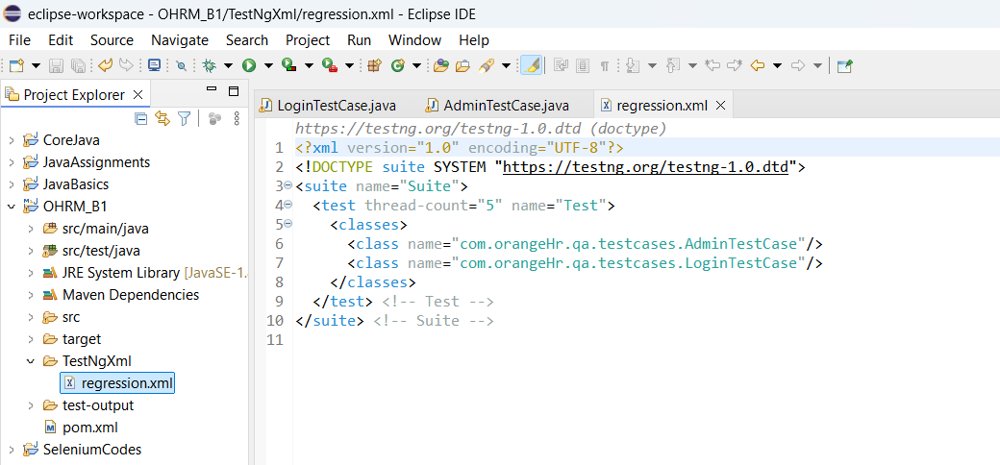 eclipse-workspace - OHRM_B1/TestNgXml/regression.xml - Eclipse IDE
File Edit Source Navigate Search Project Run Window Help
Project Explorer
CoreJava
JavaAssignments
JavaBasics
OHRM_B1
src/main/java
src/test/java
JRE System Library [JavaSE-1.
Maven Dependencies
src
target
TestNgXml
regression.xml
test-output
pom.xml
SeleniumCodes
LoginTestCase.java AdminTestCase.java regression.xml
https://testng.org/testng-1.0.dtd (doctype)
1 <?xml version="1.0" encoding="UTF-8"?>
2 <!DOCTYPE suite SYSTEM "https://testng.org/testng-1.0.dtd">
3 <suite name="Suite">
4 <test thread-count="5" name="Test">
5 <classes>
6 <class name="com.orangeHr.qa.testcases.AdminTestCase"/>
7 <class name="com.orangeHr.qa.testcases.LoginTestCase"/>
8 </classes>
9 </test> <!-- Test -->
10 </suite> <!-- Suite -->
11